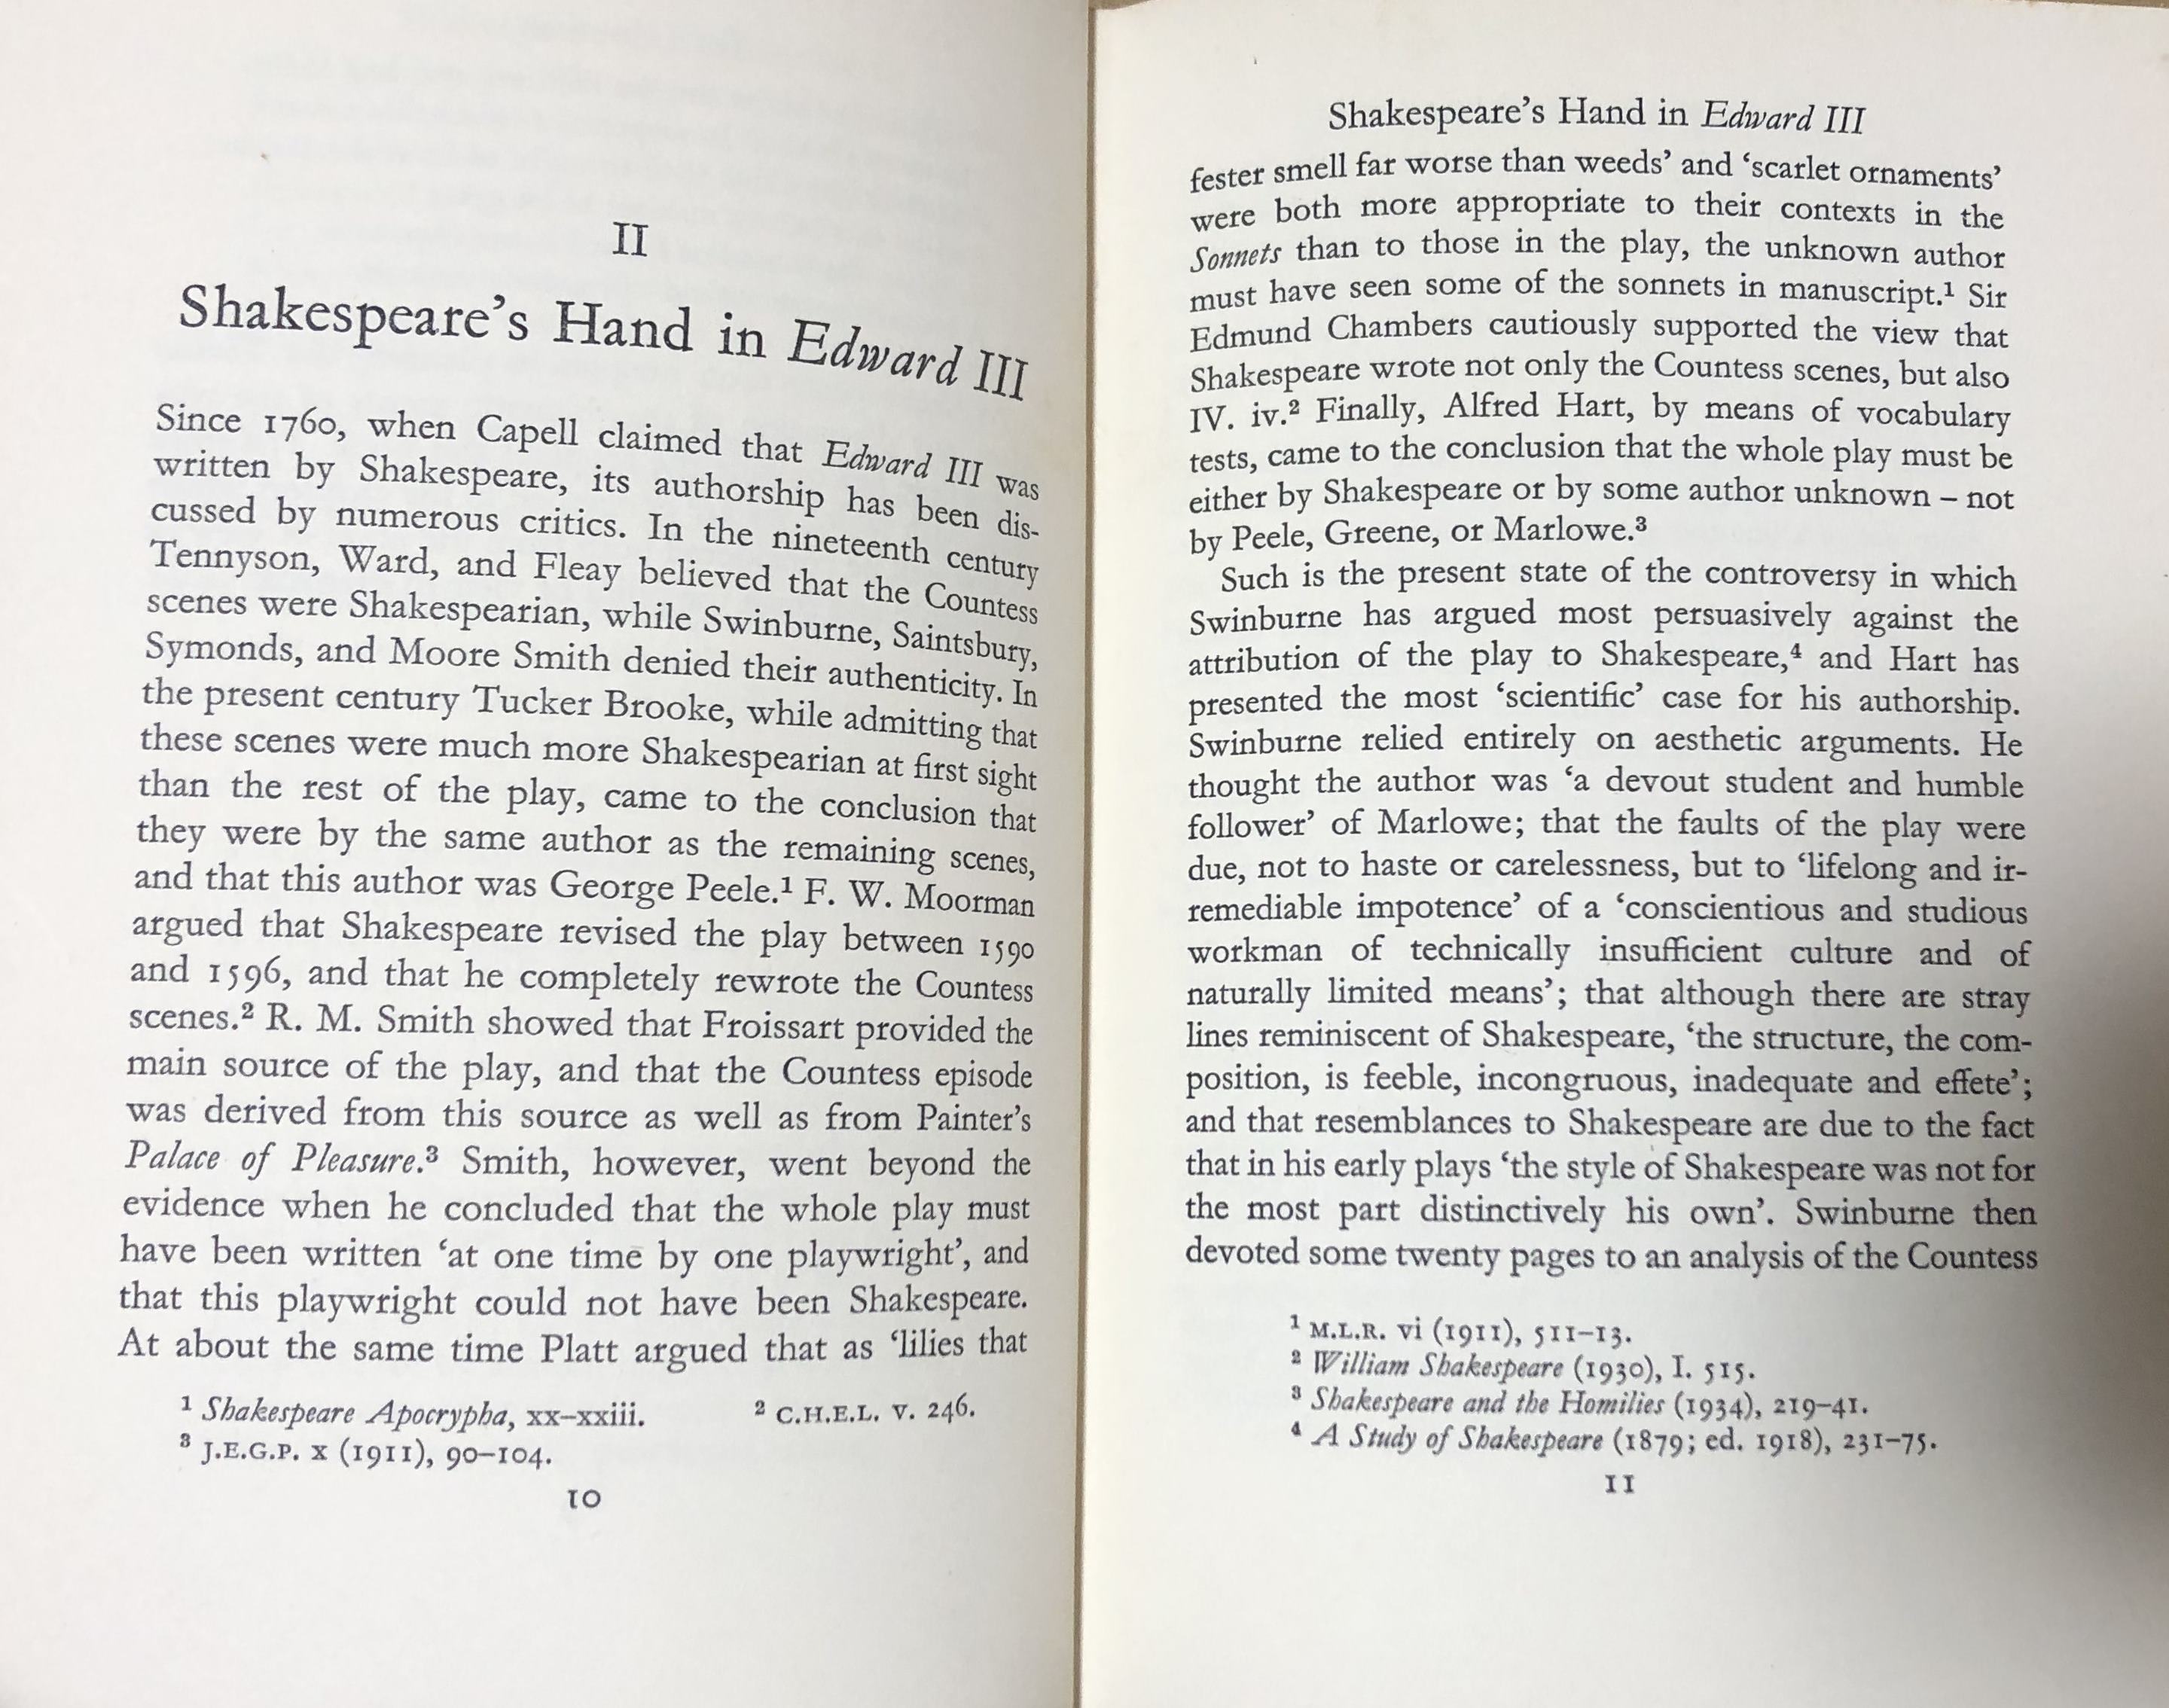 II
Shakespeare's Hand in Edward III
Since 1760, when Capell claimed that Edward III was
written by Shakespeare, its authorship has been dis-
cussed by numerous critics. In the nineteenth century
Tennyson, Ward, and Fleay believed that the Countess
scenes were Shakespearian, while Swinburne, Saintsbury,
Symonds, and Moore Smith denied their authenticity. In
the present century Tucker Brooke, while admitting that
these scenes were much more Shakespearian at first sight
than the rest of the play, came to the conclusion that
they were by the same author as the remaining scenes,
and that this author was George Peele.¹ F. W. Moorman
argued that Shakespeare revised the play between 1590
and 1596, and that he completely rewrote the Countess
scenes.² R. M. Smith showed that Froissart provided the
main source of the play, and that the Countess episode
was derived from this source as well as from Painter's
Palace of Pleasure.³ Smith, however, went beyond the
evidence when he concluded that the whole play must
have been written ‘at one time by one playwright’, and
that this playwright could not have been Shakespeare.
At about the same time Platt argued that as ‘lilies that
¹ Shakespeare Apocrypha, xx–xxiii. ² C.H.E.L. V. 246.
³ J.E.G.P. X (1911), 90–104.
10
Shakespeare's Hand in Edward III
fester smell far worse than weeds’ and ‘scarlet ornaments’
were both more appropriate to their contexts in the
Sonnets than to those in the play, the unknown author
must have seen some of the sonnets in manuscript.¹ Sir
Edmund Chambers cautiously supported the view that
Shakespeare wrote not only the Countess scenes, but also
IV. iv.² Finally, Alfred Hart, by means of vocabulary
tests, came to the conclusion that the whole play must be
either by Shakespeare or by some author unknown – not
by Peele, Greene, or Marlowe.³
Such is the present state of the controversy in which
Swinburne has argued most persuasively against the
attribution of the play to Shakespeare,⁴ and Hart has
presented the most ‘scientific’ case for his authorship.
Swinburne relied entirely on aesthetic arguments. He
thought the author was ‘a devout student and humble
follower’ of Marlowe; that the faults of the play were
due, not to haste or carelessness, but to ‘lifelong and ir-
remediable impotence’ of a ‘conscientious and studious
workman of technically insufficient culture and of
naturally limited means’; that although there are stray
lines reminiscent of Shakespeare, ‘the structure, the com-
position, is feeble, incongruous, inadequate and effete’;
and that resemblances to Shakespeare are due to the fact
that in his early plays ‘the style of Shakespeare was not for
the most part distinctively his own’. Swinburne then
devoted some twenty pages to an analysis of the Countess
¹ M.L.R. vi (1911), 511–13.
² William Shakespeare (1930), I. 515.
³ Shakespeare and the Homilies (1934), 219–41.
⁴ A Study of Shakespeare (1879; ed. 1918), 231–75.
11